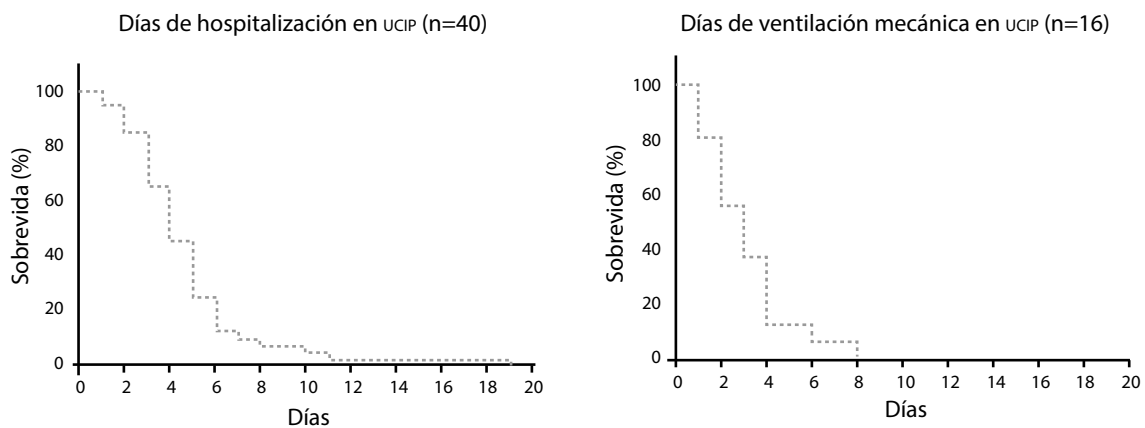 Días de hospitalización en UCIP (n=40)
100
80
60
40
20
0
Sobrevida (%)
0 2 4 6 8 10 12 14 16 18 20
Días
Días de ventilación mecánica en UCIP (n=16)
100
80
60
40
20
0
Sobrevida (%)
0 2 4 6 8 10 12 14 16 18 20
Días